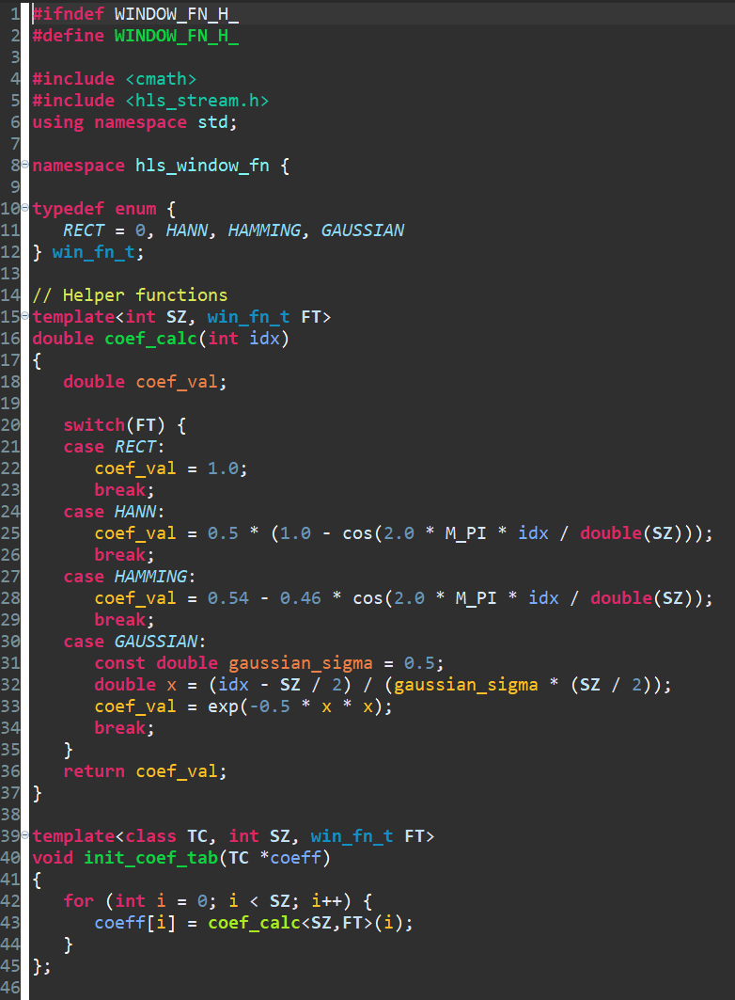 1 #ifndef WINDOW_FN_H_
2 #define WINDOW_FN_H_
3
4 #include <cmath>
5 #include <hls_stream.h>
6 using namespace std;
7
8 namespace hls_window_fn {
9
10 typedef enum {
11    RECT = 0, HANN, HAMMING, GAUSSIAN
12 } win_fn_t;
13
14 // Helper functions
15 template<int SZ, win_fn_t FT>
16 double coef_calc(int idx)
17 {
18    double coef_val;
19
20    switch(FT) {
21    case RECT:
22       coef_val = 1.0;
23       break;
24    case HANN:
25       coef_val = 0.5 * (1.0 - cos(2.0 * M_PI * idx / double(SZ)));
26       break;
27    case HAMMING:
28       coef_val = 0.54 - 0.46 * cos(2.0 * M_PI * idx / double(SZ));
29       break;
30    case GAUSSIAN:
31       const double gaussian_sigma = 0.5;
32       double x = (idx - SZ / 2) / (gaussian_sigma * (SZ / 2));
33       coef_val = exp(-0.5 * x * x);
34       break;
35    }
36    return coef_val;
37 }
38
39 template<class TC, int SZ, win_fn_t FT>
40 void init_coef_tab(TC *coeff)
41 {
42    for (int i = 0; i < SZ; i++) {
43       coeff[i] = coef_calc<SZ,FT>(i);
44    }
45 };
46